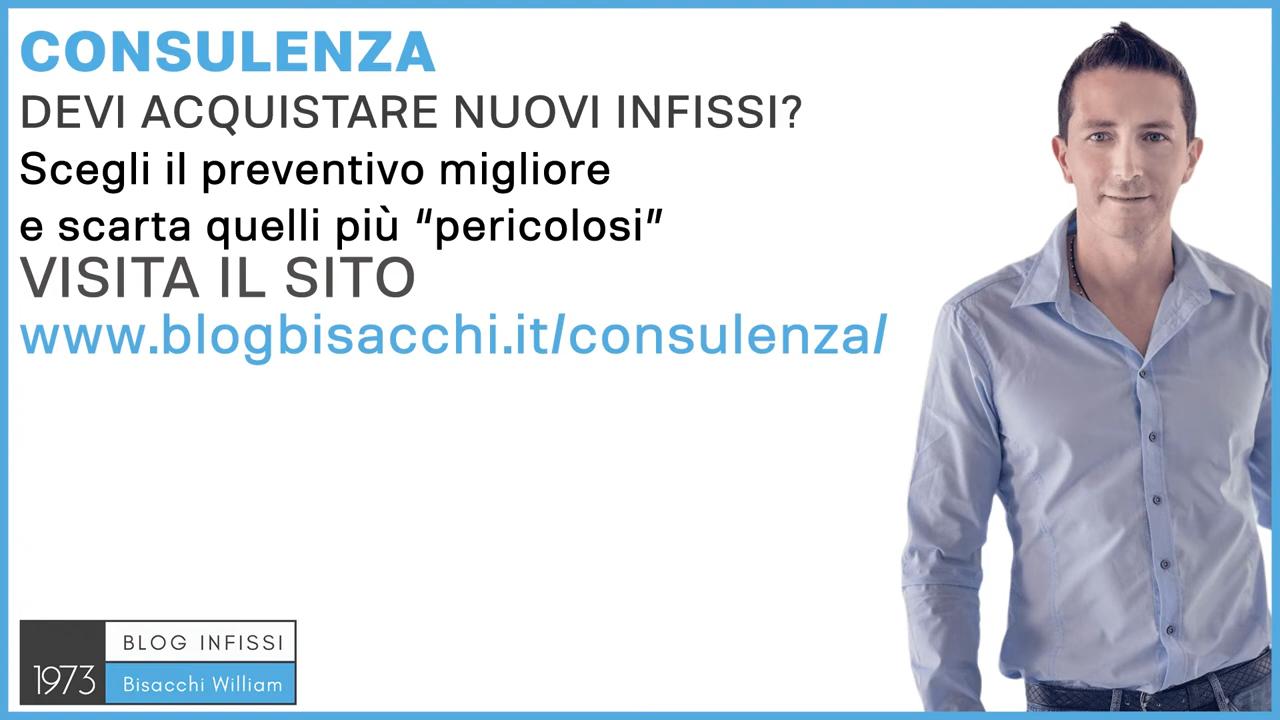 CONSULENZA
DEVI ACQUISTARE NUOVI INFISSI?
Scegli il preventivo migliore
e scarta quelli più “pericolosi”
VISITA IL SITO
www.blogbisacchi.it/consulenza/
BLOG INFISSI
1973
Bisacchi William